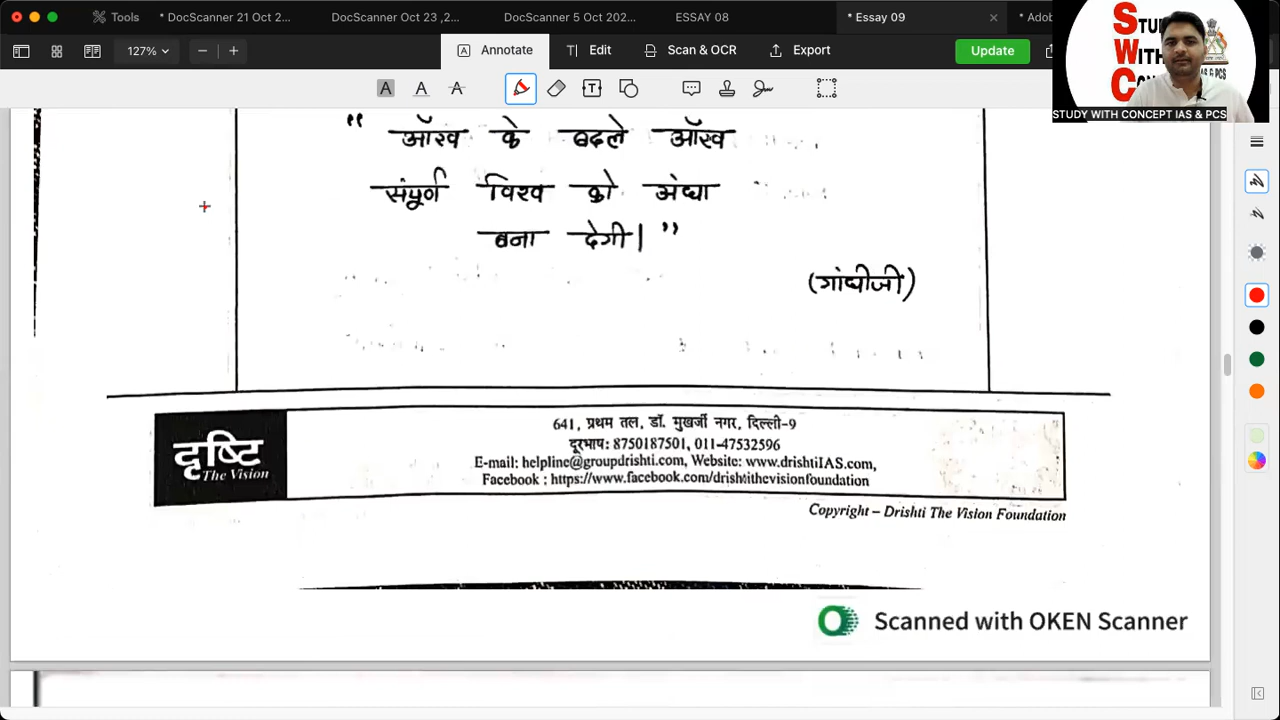 Tools
* DocScanner 21 Oct 2...
DocScanner Oct 23 ,2...
DocScanner 5 Oct 202...
ESSAY 08
* Essay 09
* Adob
127%
Annotate
Edit
Scan & OCR
Export
Update
STUDY WITH CONCEPT IAS & PCS
“ आँख के बदले आँख
संपूर्ण विश्व को अंधा
बना देगी। ”
(गांधीजी)
दृष्टि
The Vision
641, प्रथम तल, डॉ. मुखर्जी नगर, दिल्ली-9
दूरभाष: 8750187501, 011-47532596
E-mail: helpline@groupdrishti.com, Website: www.drishtiIAS.com,
Facebook : https://www.facebook.com/drishtithevisionfoundation
Copyright – Drishti The Vision Foundation
Scanned with OKEN Scanner